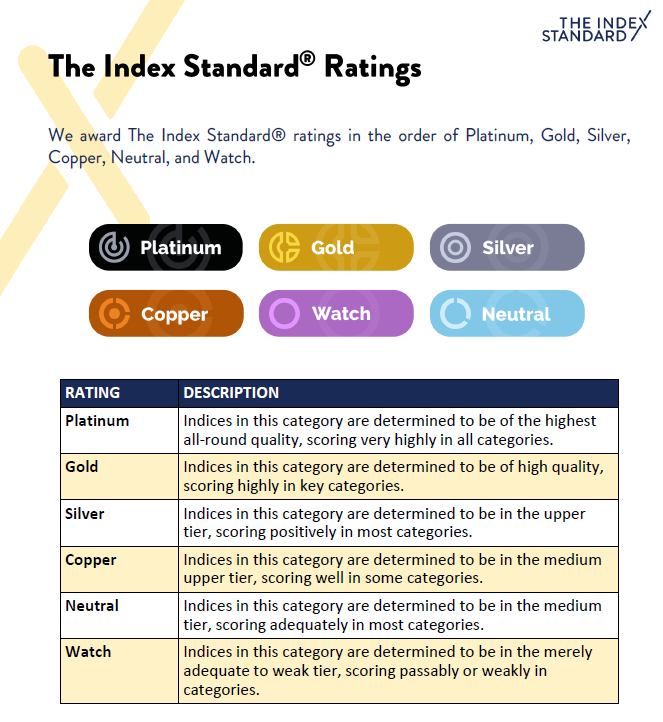 THE INDEX
STANDARD
The Index Standard® Ratings
We award The Index Standard® ratings in the order of Platinum, Gold, Silver,
Copper, Neutral, and Watch.
Platinum Gold Silver
Copper Watch Neutral
RATING DESCRIPTION
Platinum Indices in this category are determined to be of the highest
all-round quality, scoring very highly in all categories.
Gold Indices in this category are determined to be of high quality,
scoring highly in key categories.
Silver Indices in this category are determined to be in the upper
tier, scoring positively in most categories.
Copper Indices in this category are determined to be in the medium
upper tier, scoring well in some categories.
Neutral Indices in this category are determined to be in the medium
tier, scoring adequately in most categories.
Watch Indices in this category are determined to be in the merely
adequate to weak tier, scoring passably or weakly in
categories.